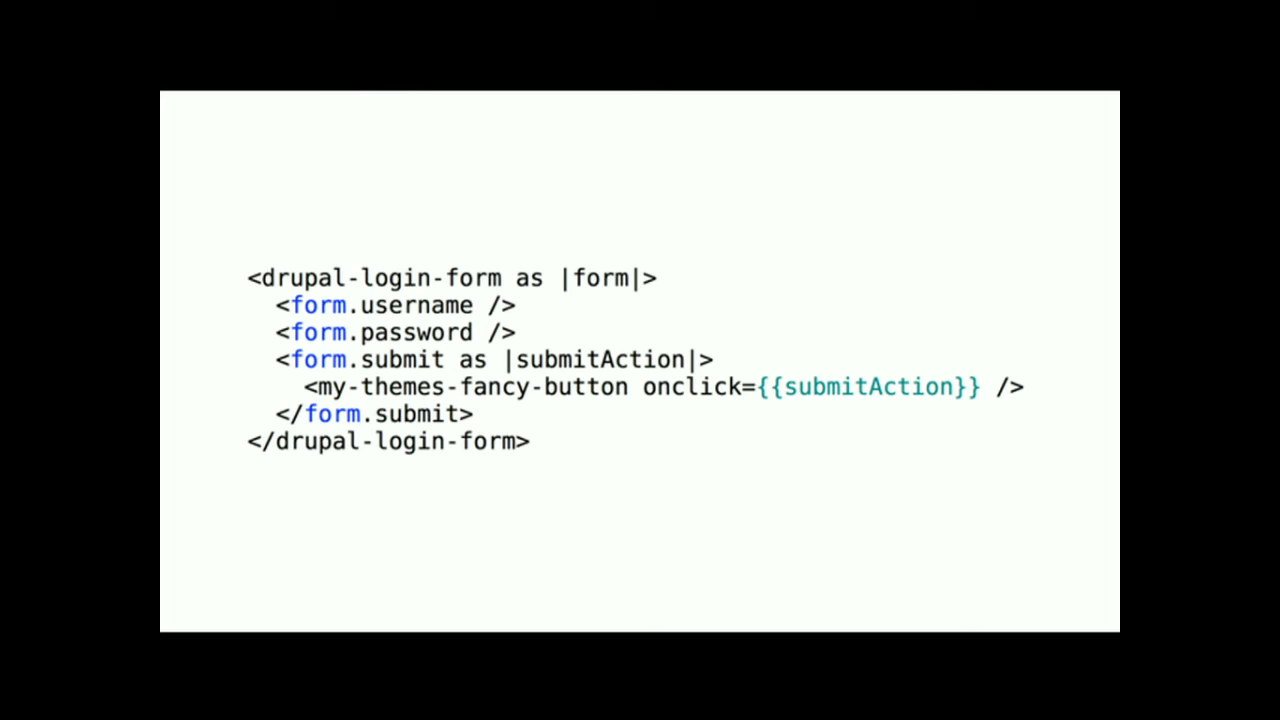 <drupal-login-form as |form|>
  <form.username />
  <form.password />
  <form.submit as |submitAction|>
    <my-themes-fancy-button onclick={{submitAction}} />
  </form.submit>
</drupal-login-form>